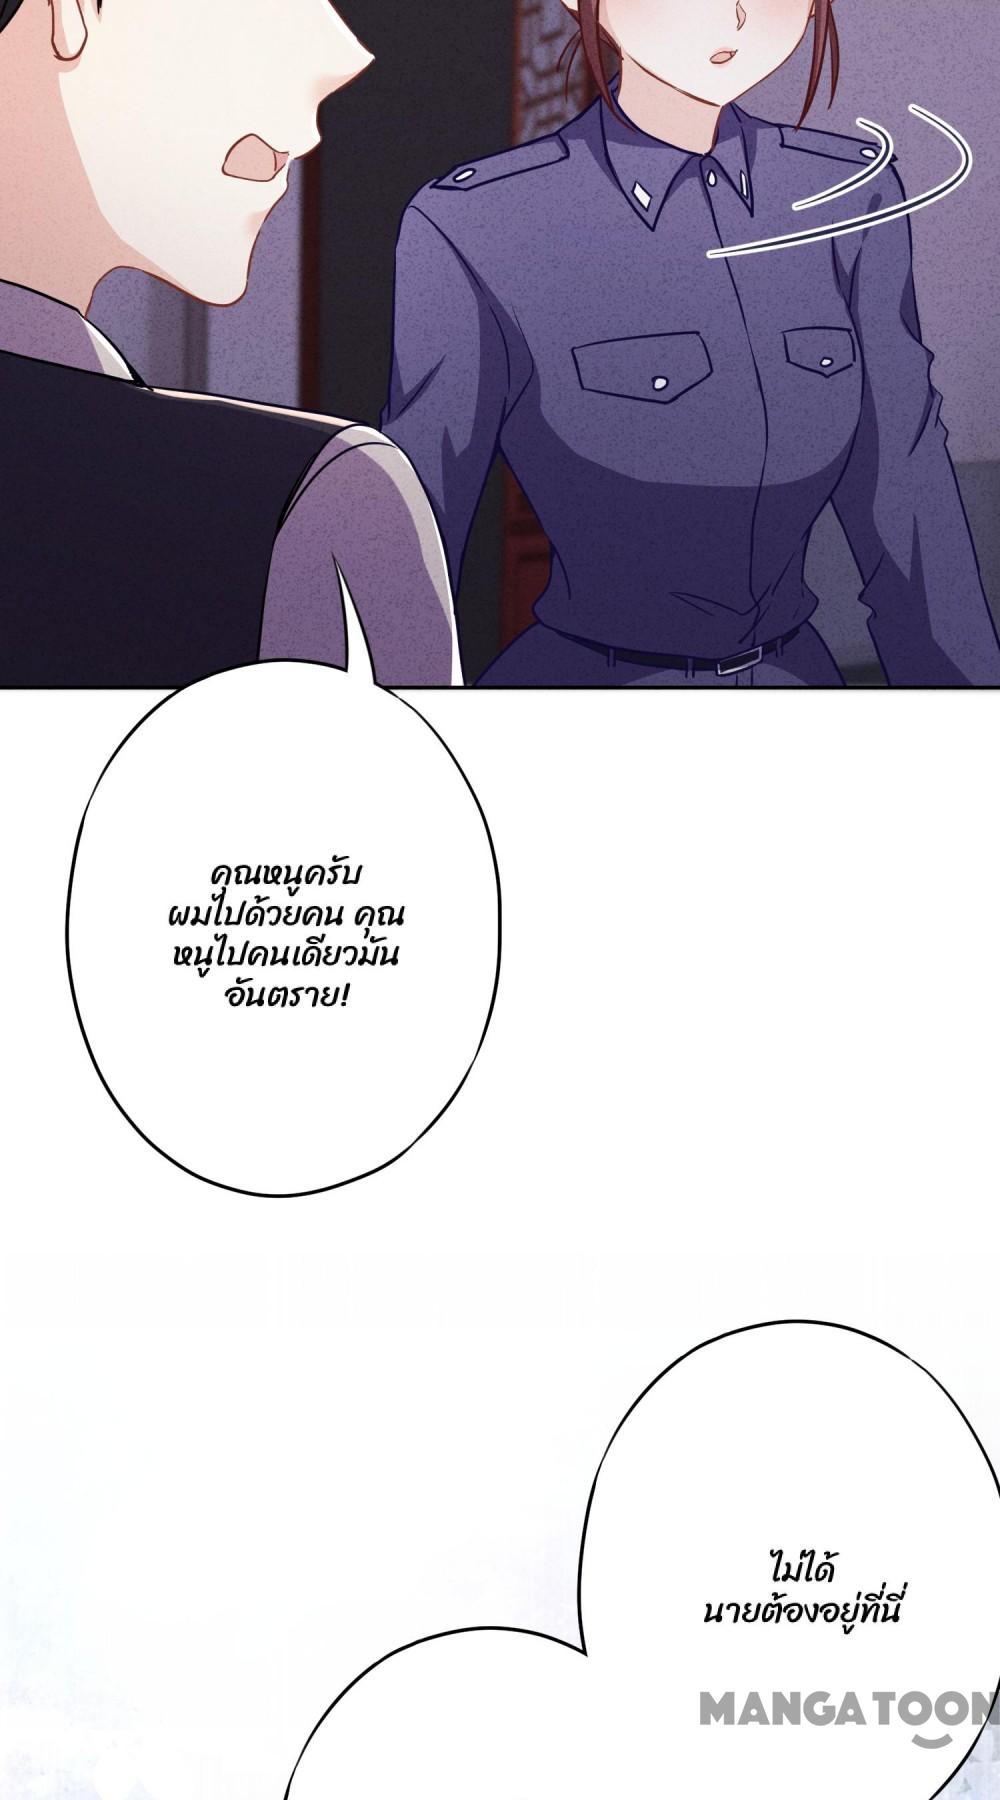 คุณหนูครับ
ผมไปด้วยคน คุณ
หนูไปคนเดียวมัน
อันตราย!
ไม่ได้
นายต้องอยู่ที่นี่
MANGATOON